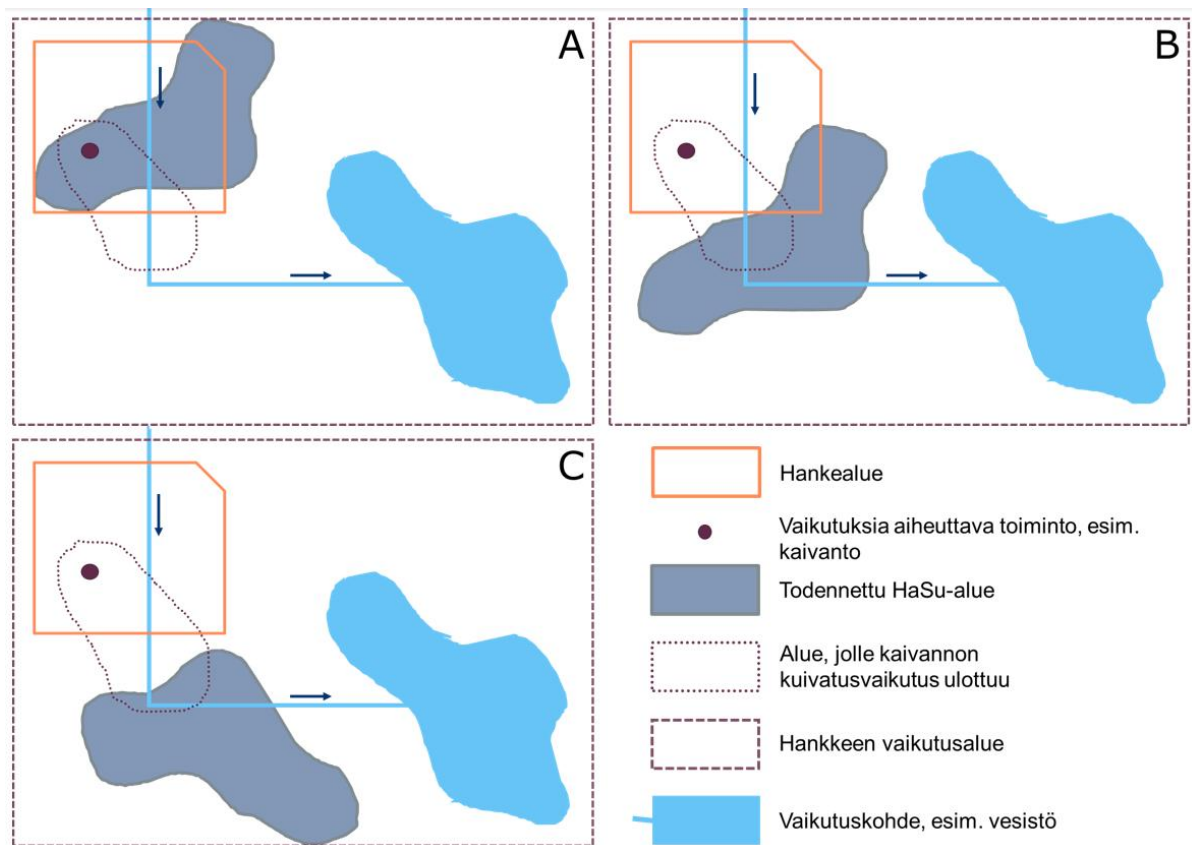 A
B
C
Hankealue
Vaikutuksia aiheuttava toiminto, esim.
kaivanto
Todennettu HaSu-alue
Alue, jolle kaivannon
kuivatusvaikutus ulottuu
Hankkeen vaikutusalue
Vaikutuskohde, esim. vesistö